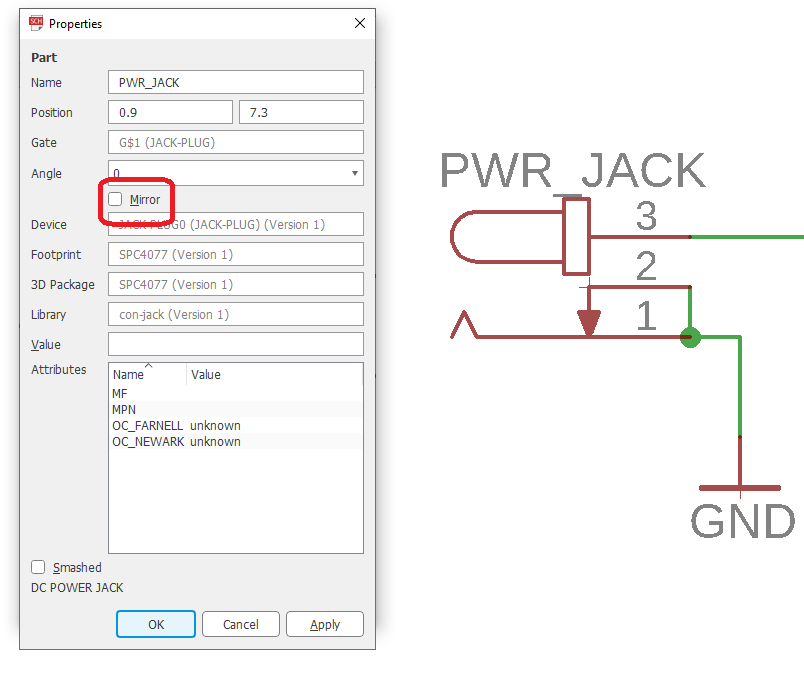 SCH
Properties
Part
Name PWR_JACK
Position 0.9 7.3
Gate G$1 (JACK-PLUG)
Angle 0
Mirror
Device JACK-PLUG0 (JACK-PLUG) (Version 1)
Footprint SPC4077 (Version 1)
3D Package SPC4077 (Version 1)
Library con-jack (Version 1)
Value
Attributes
Name Value
MF
MPN
OC_FARNELL unknown
OC_NEWARK unknown
Smashed
DC POWER JACK
OK Cancel Apply
PWR_JACK
3
2
1
GND